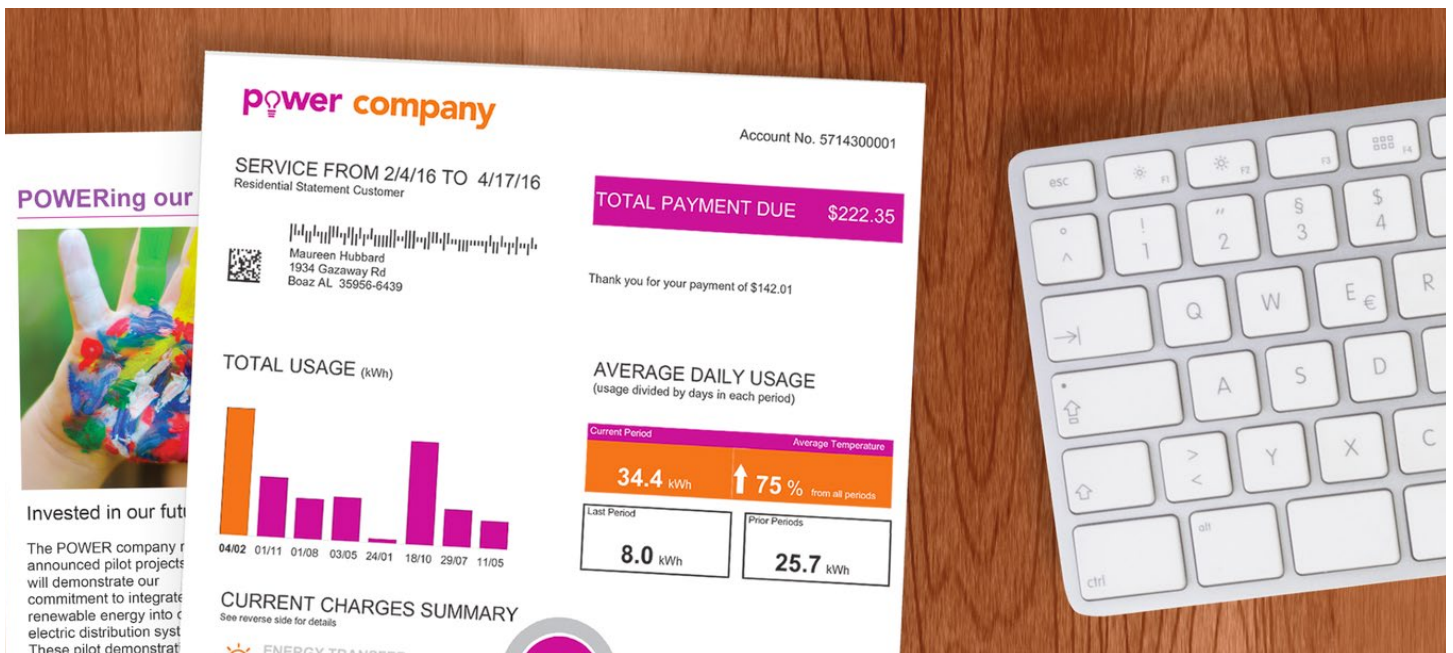 POWERing our
Invested in our
The POWER company
announced pilot projects
will demonstrate our
commitment to integrate
renewable energy into
electric distribution
These pilot
power company
Account No. 5714300001
SERVICE FROM 2/4/16 TO 4/17/16
Residential Statement Customer
TOTAL PAYMENT DUE $222.35
Maureen Hubbard
1934 Gazaway Rd
Boaz AL 35956-6439
Thank you for your payment of $142.01
TOTAL USAGE (kWh)
04/02 01/11 01/08 03/05 24/01 18/10 29/07 11/05
AVERAGE DAILY USAGE
(usage divided by days in each period)
Current Period Average Temperature
34.4 kWh 75 % from all periods
Last Period Prior Periods
8.0 kWh 25.7 kWh
CURRENT CHARGES SUMMARY
See reverse side for details
ENERGY
esc F1 F2 F3 F4
° ! " § $
^ 1 2 3 4
Q W E € R
A S D
> < Y X C
alt
ctrl